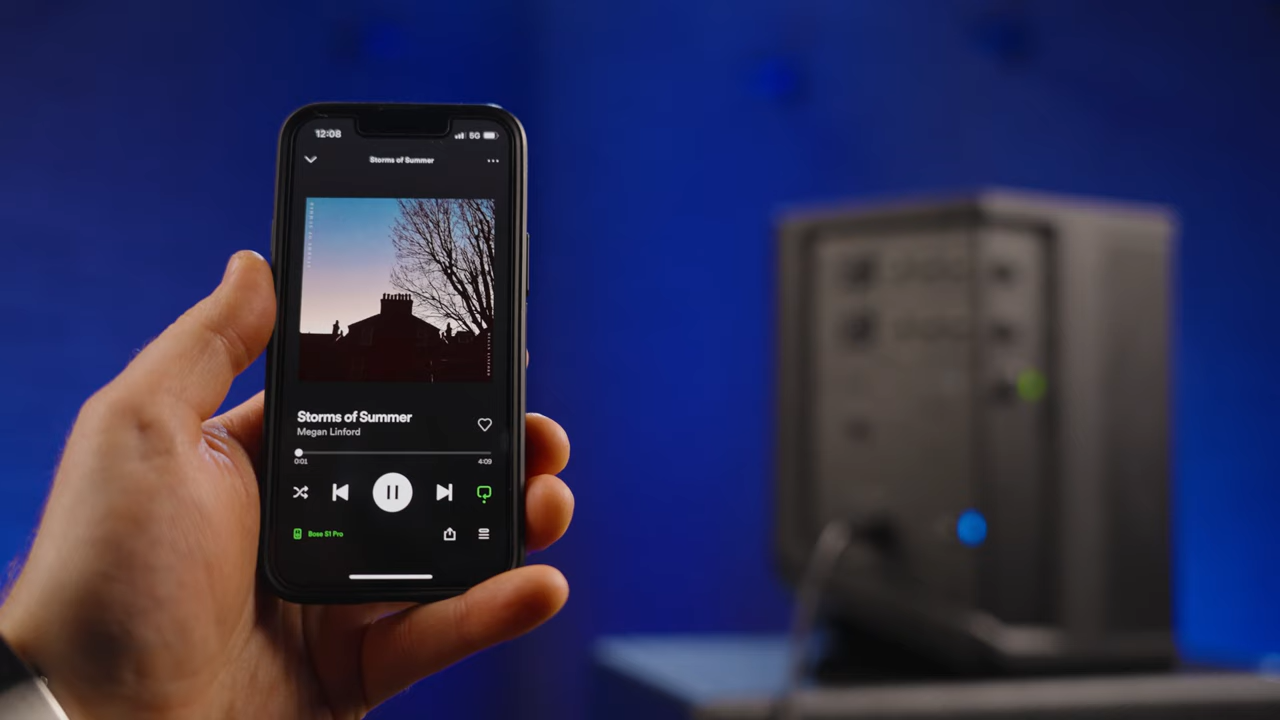 12:08
5G
Storms of Summer
Storms of Summer
Megan Linford
0:01
4:09
Bose S1 Pro